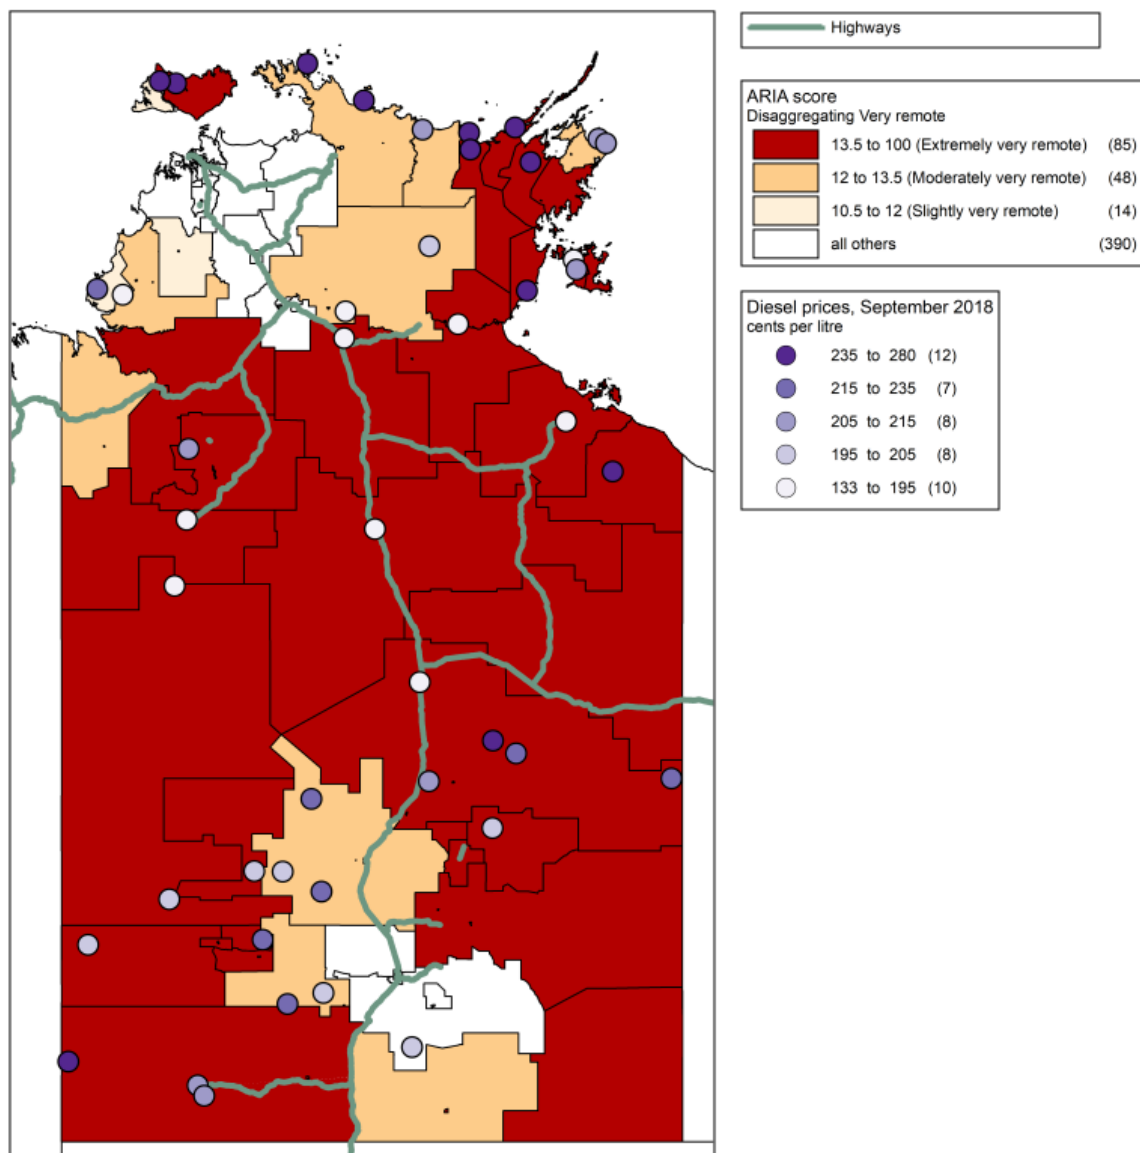 Highways
ARIA score
Disaggregating Very remote
13.5 to 100 (Extremely very remote) (85)
12 to 13.5 (Moderately very remote) (48)
10.5 to 12 (Slightly very remote) (14)
all others (390)
Diesel prices, September 2018
cents per litre
235 to 280 (12)
215 to 235 (7)
205 to 215 (8)
195 to 205 (8)
133 to 195 (10)